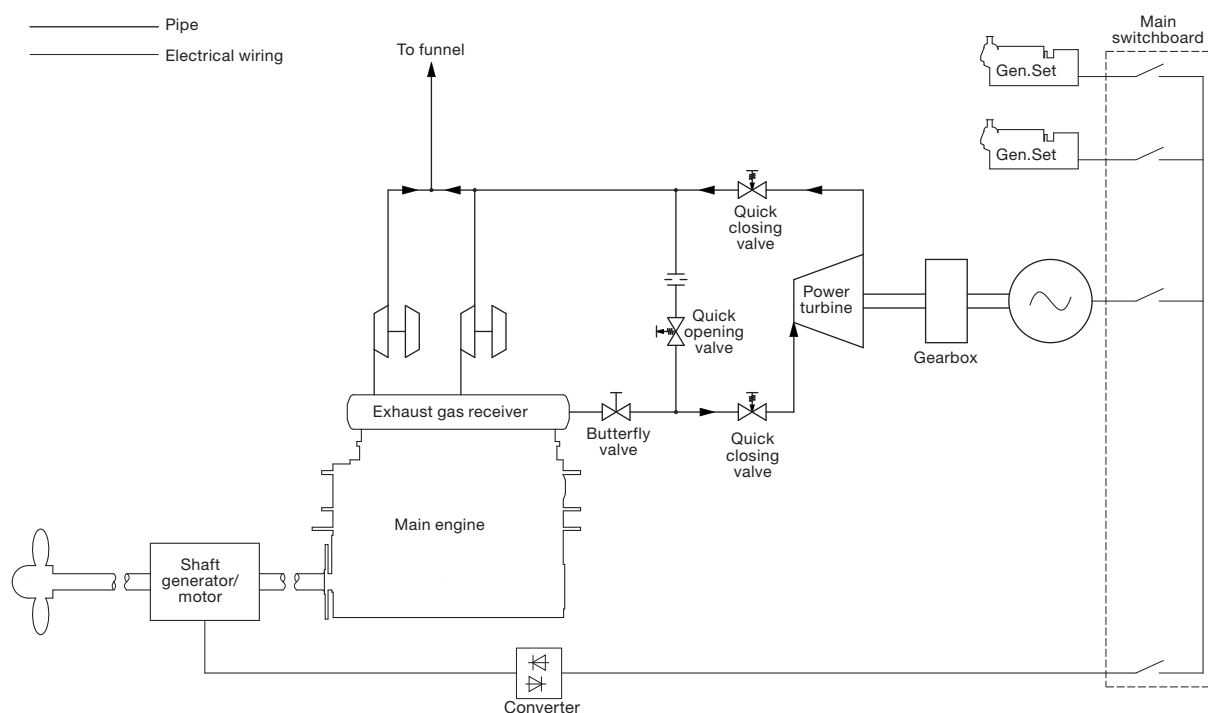 Pipe
Electrical wiring
To funnel
Main
switchboard
Gen.Set
Gen.Set
Quick
closing
valve
Power
turbine
Quick
opening
valve
Gearbox
Exhaust gas receiver
Butterfly
valve
Quick
closing
valve
Main engine
Shaft
generator/
motor
Converter